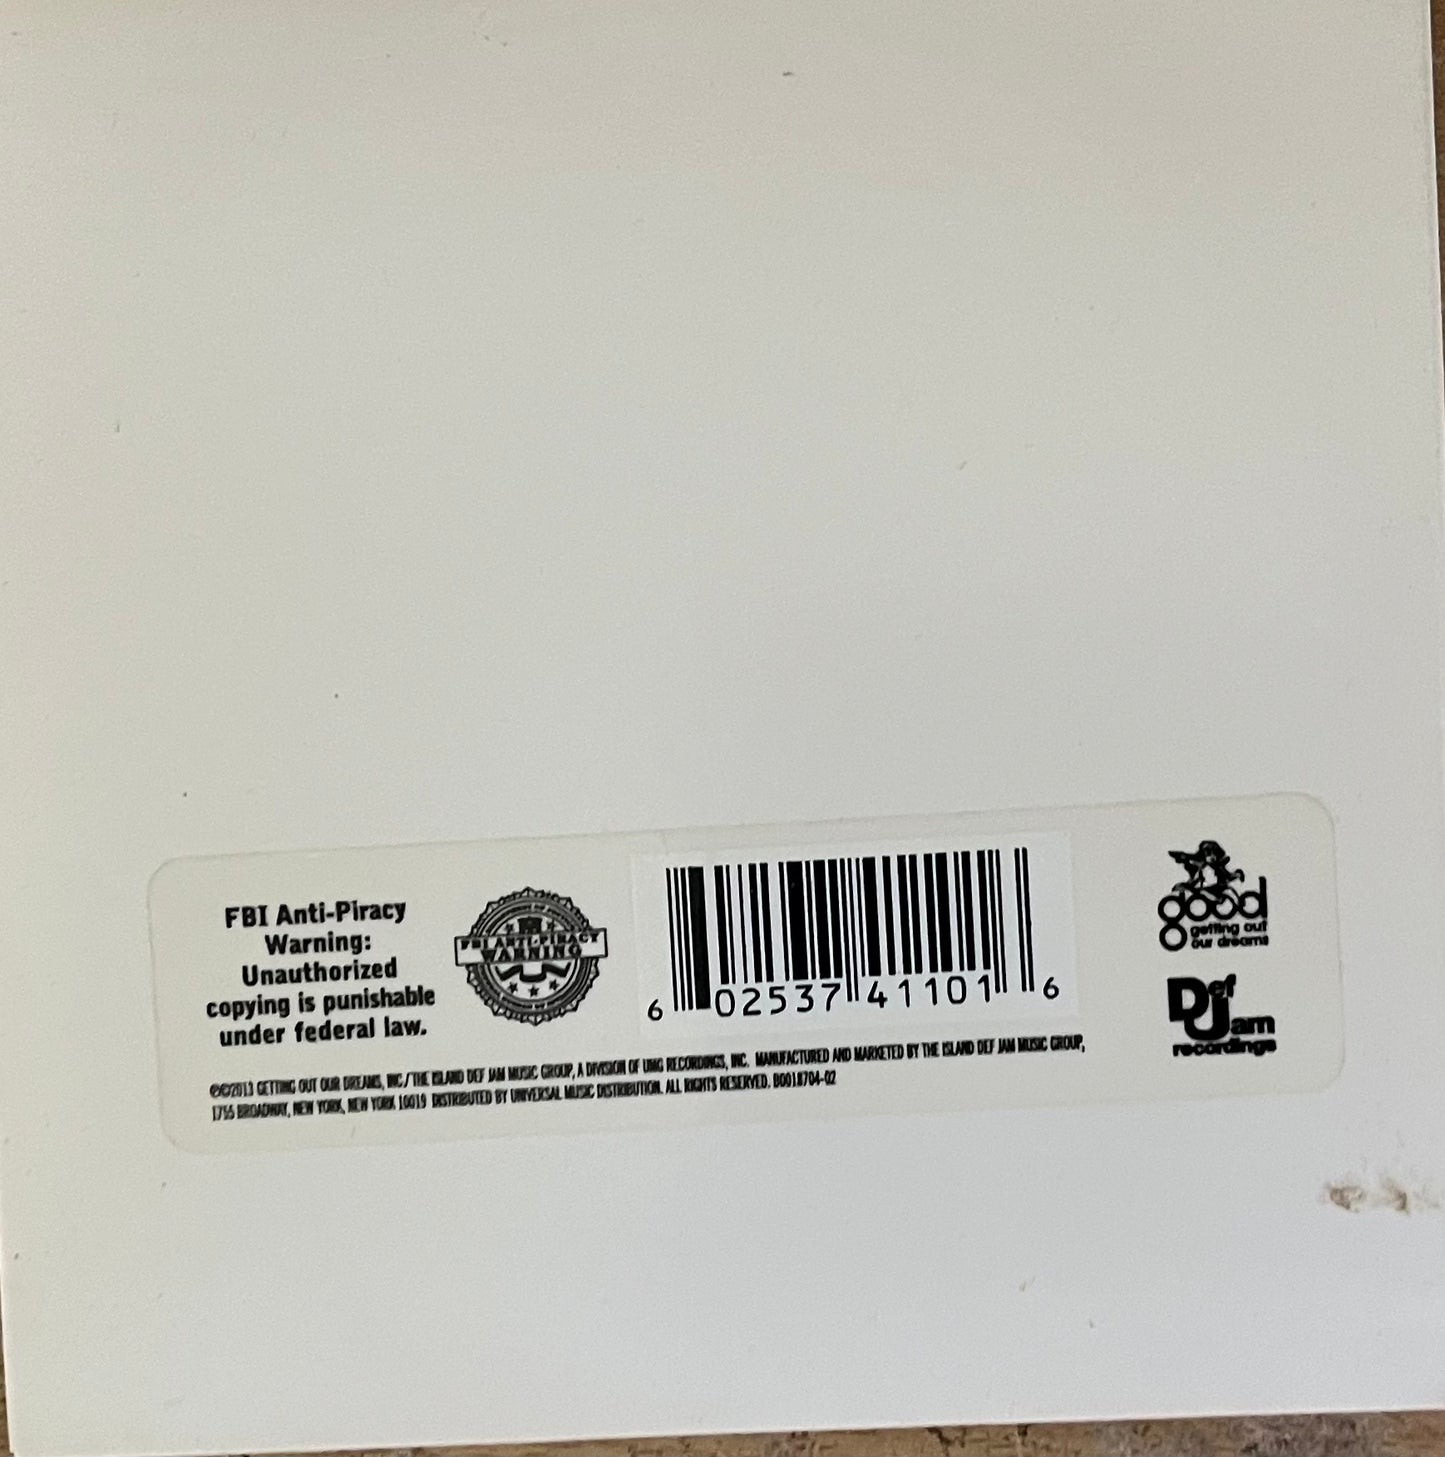 FBI Anti-Piracy
Warning:
Unauthorized
copying is punishable
under federal law.
FBI ANTI-PIRACY
WARNING
6 02537 41101 6
good
getting out
our dreams
Def
Jam
recordings
℗©2013 GETTING OUT OUR DREAMS, INC/THE ISLAND DEF JAM MUSIC GROUP, A DIVISION OF UMG RECORDINGS, INC. MANUFACTURED AND MARKETED BY THE ISLAND DEF JAM MUSIC GROUP,
1755 BROADWAY, NEW YORK, NEW YORK 10019 DISTRIBUTED BY UNIVERSAL MUSIC DISTRIBUTION. ALL RIGHTS RESERVED. B0018704-02